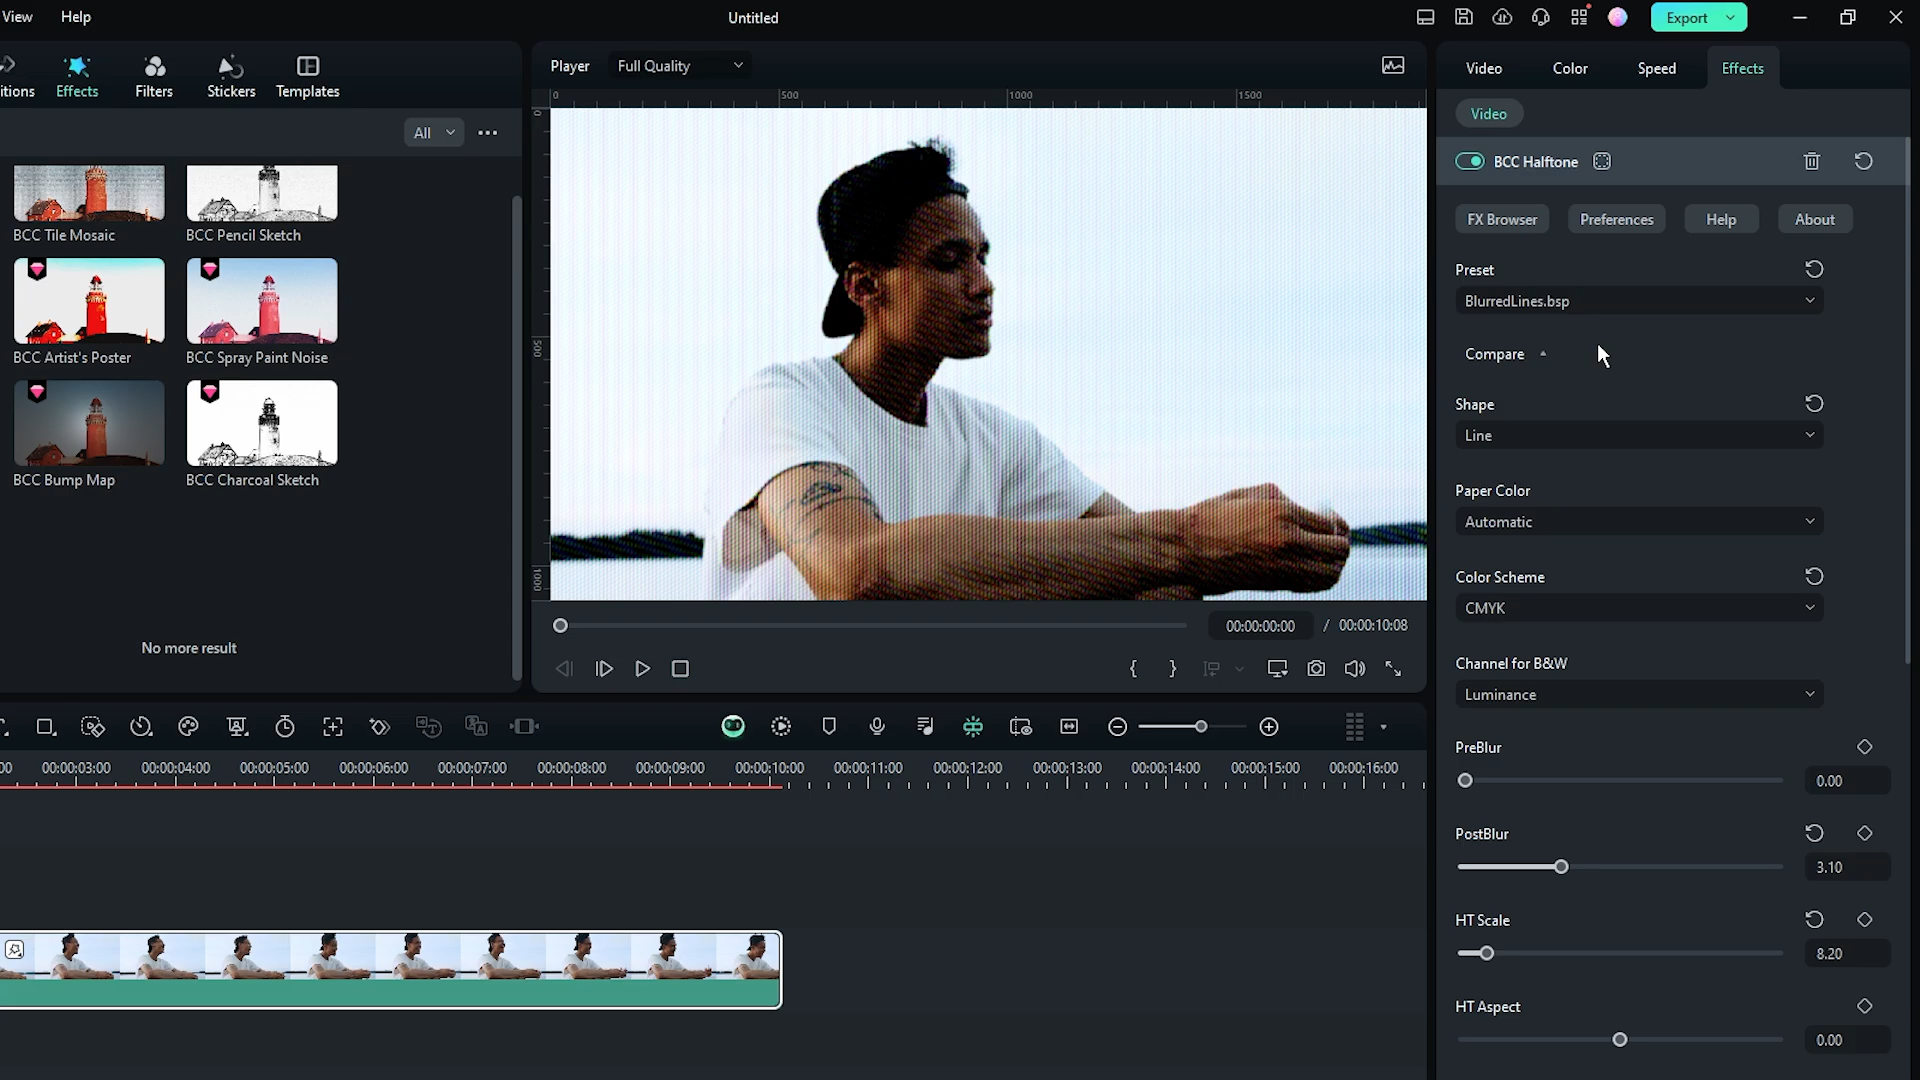 View
Help
Untitled
Export
itions
Effects
Filters
Stickers
Templates
All
BCC Tile Mosaic
BCC Pencil Sketch
BCC Artist's Poster
BCC Spray Paint Noise
BCC Bump Map
BCC Charcoal Sketch
No more result
Player
Full Quality
0
500
1000
1500
0
500
1000
00:00:00:00 / 00:00:10:08
{ }
Video
Color
Speed
Effects
Video
BCC Halftone
FX Browser
Preferences
Help
About
Preset
BlurredLines.bsp
Compare
Shape
Line
Paper Color
Automatic
Color Scheme
CMYK
Channel for B&W
Luminance
PreBlur
0.00
PostBlur
3.10
HT Scale
8.20
HT Aspect
0.00
00 00:00:03:00 00:00:04:00 00:00:05:00 00:00:06:00 00:00:07:00 00:00:08:00 00:00:09:00 00:00:10:00 00:00:11:00 00:00:12:00 00:00:13:00 00:00:14:00 00:00:15:00 00:00:16:00